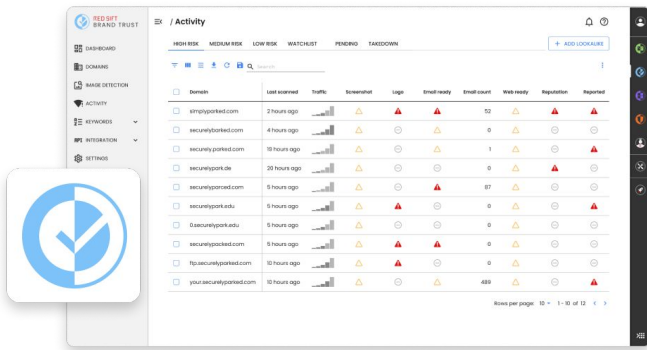 RED SIFT
BRAND TRUST
/ Activity
DASHBOARD
DOMAINS
IMAGE DETECTION
ACTIVITY
KEYWORDS
INTEGRATION
SETTINGS
HIGH RISK MEDIUM RISK LOW RISK WATCHLIST PENDING TAKEDOWN
+ ADD LOOKALIKE
Search
Domain Last scanned Traffic Screenshot Logo Email ready Email count Web ready Reputation Reported
simplyparked.com 2 hours ago 52
securelyborked.com 4 hours ago 0
securely.parked.com 19 hours ago 1
securelypark.de 20 hours ago 0
securelyparced.com 5 hours ago 87
securelypark.edu 5 hours ago 0
0.securelypark.edu 5 hours ago 0
securelypacked.com 5 hours ago 0
ftp.securelyparked.com 10 hours ago 0
your.securelyparked.com 10 hours ago 489
Rows per page: 10 1-10 of 12